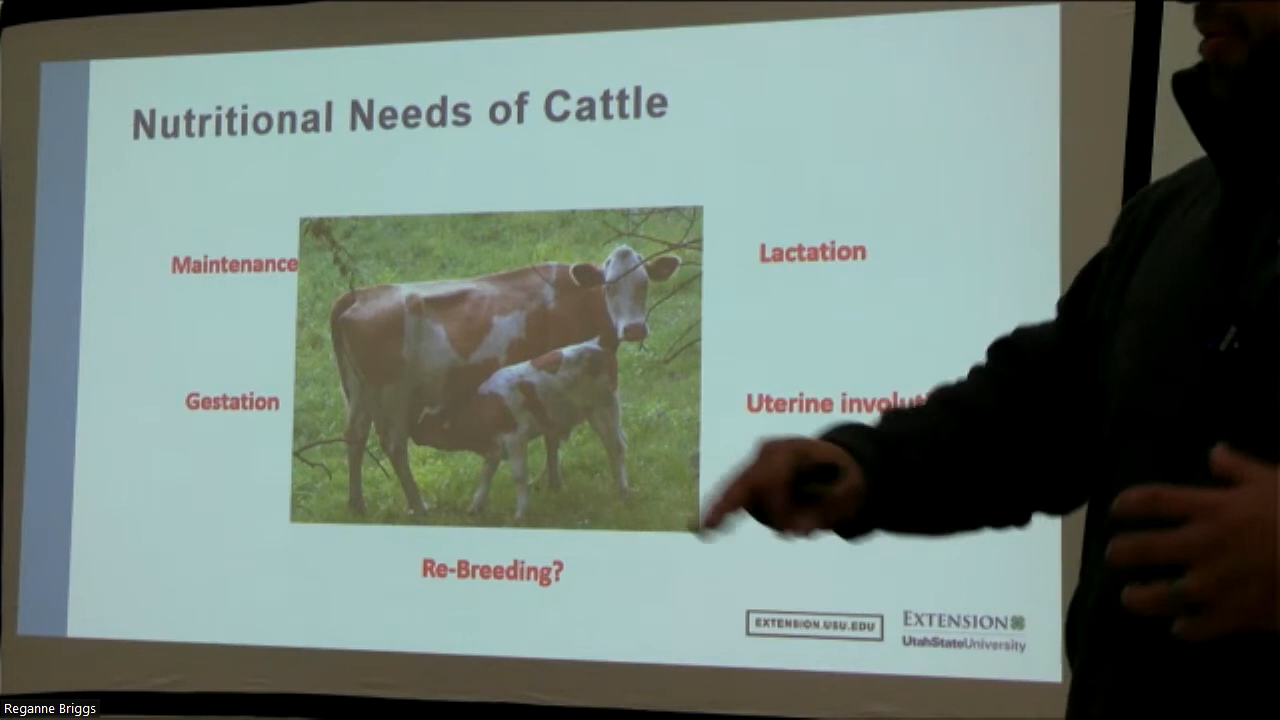 Nutritional Needs of Cattle
Maintenance
Lactation
Gestation
Uterine
Re-Breeding?
EXTENSION.USU.EDU
EXTENSION
UtahStateUniversity
Reganne Briggs